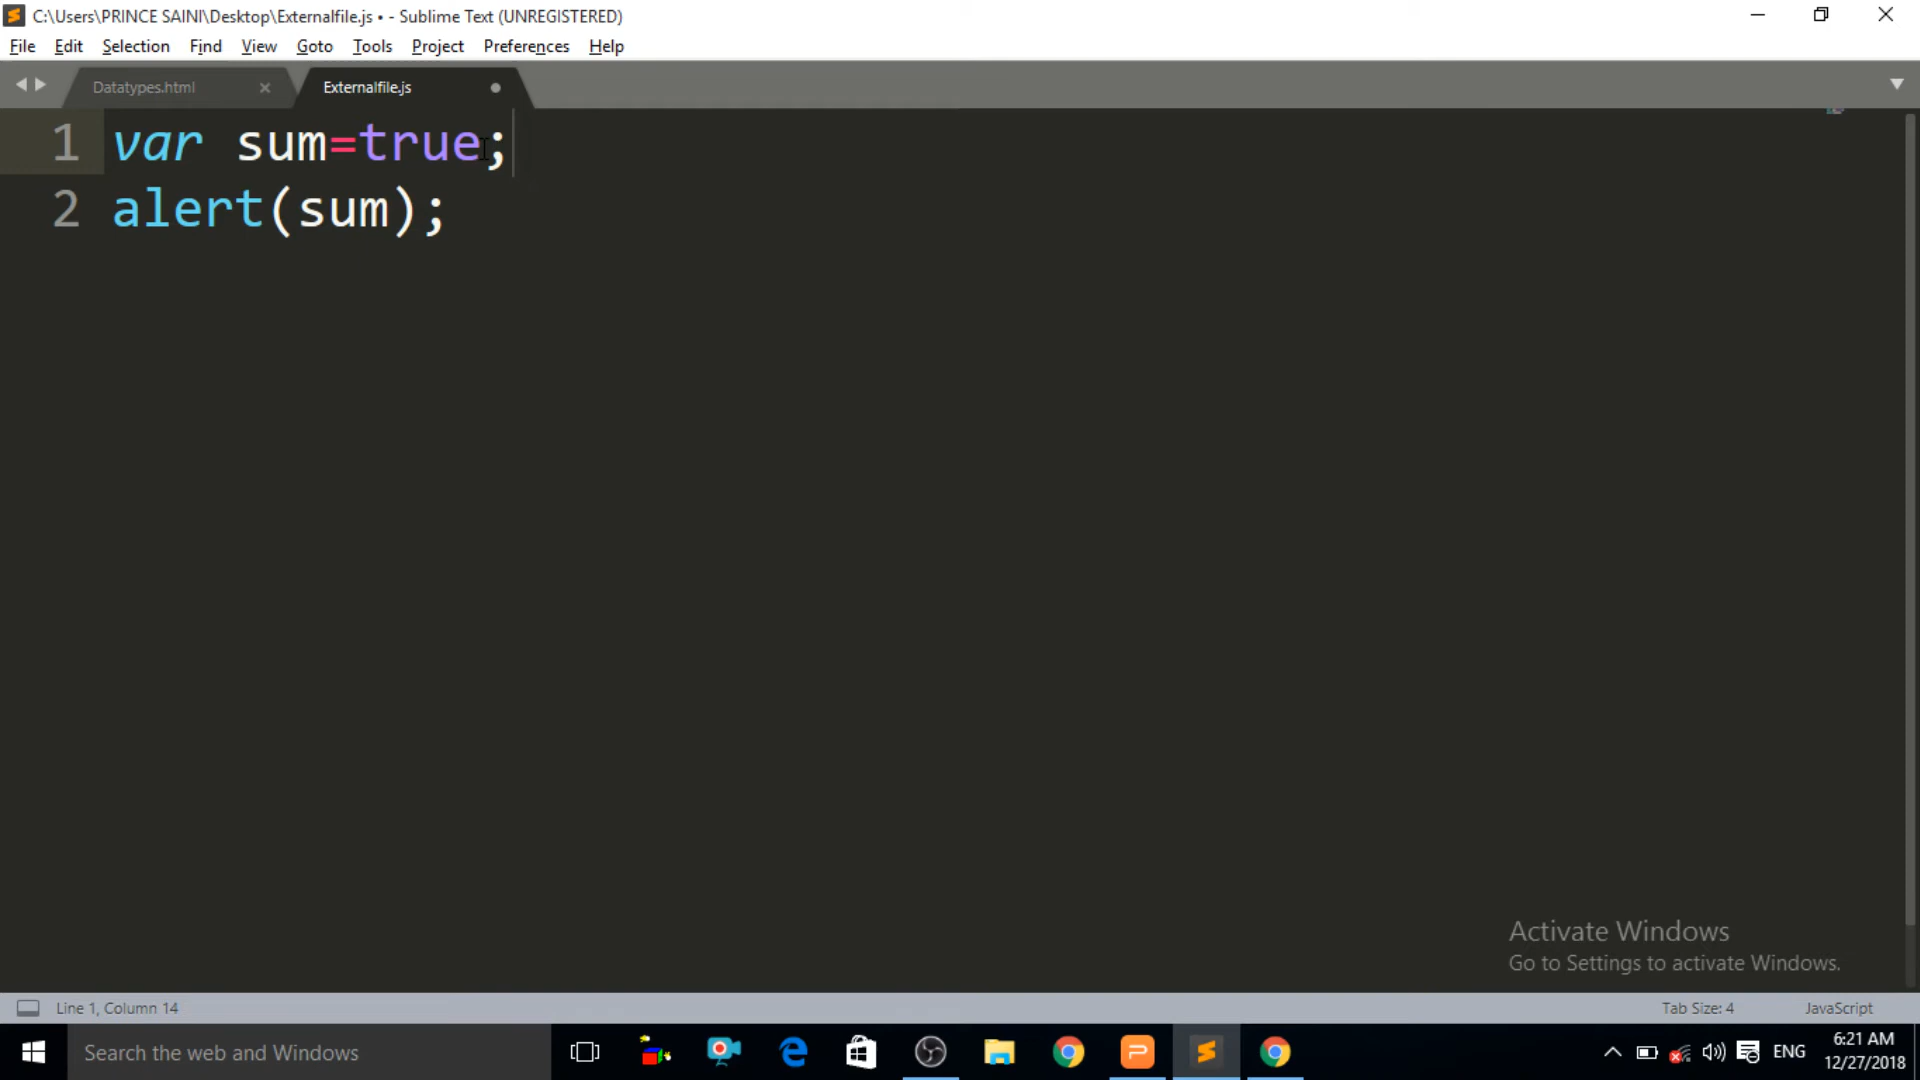 C:\Users\PRINCE SAINI\Desktop\Externalfile.js • - Sublime Text (UNREGISTERED)
File Edit Selection Find View Goto Tools Project Preferences Help
Datatypes.html Externalfile.js
1 var sum=true;
2 alert(sum);
Activate Windows
Go to Settings to activate Windows.
Line 1, Column 14 Tab Size: 4 JavaScript
Search the web and Windows ENG 6:21 AM
12/27/2018